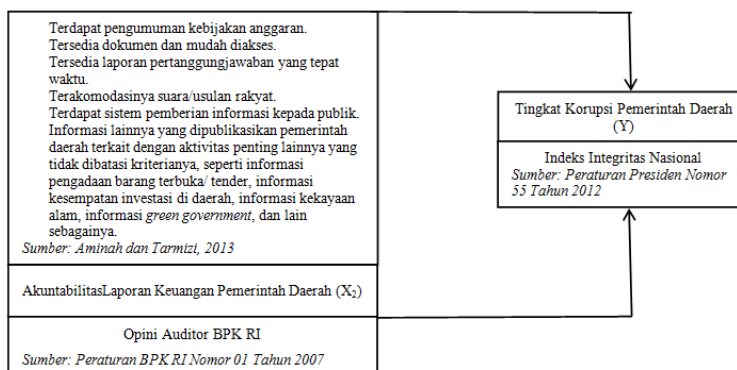 Terdapat pengumuman kebijakan anggaran.
Tersedia dokumen dan mudah diakses.
Tersedia laporan pertanggungjawaban yang tepat
waktu.
Terakomodasinya suara/usulan rakyat.
Terdapat sistem pemberian informasi kepada publik.
Informasi lainnya yang dipublikasikan pemerintah
daerah terkait dengan aktivitas penting lainnya yang
tidak dibatasi kriterianya, seperti informasi
pengadaan barang terbuka/ tender, informasi
kesempatan investasi di daerah, informasi kekayaan
alam, informasi green government, dan lain
sebagainya.
Sumber: Aminah dan Tarmizi, 2013
AkuntabilitasLaporan Keuangan Pemerintah Daerah (X₂)
Opini Auditor BPK RI
Sumber: Peraturan BPK RI Nomor 01 Tahun 2007
Tingkat Korupsi Pemerintah Daerah
(Y)
Indeks Integritas Nasional
Sumber: Peraturan Presiden Nomor
55 Tahun 2012